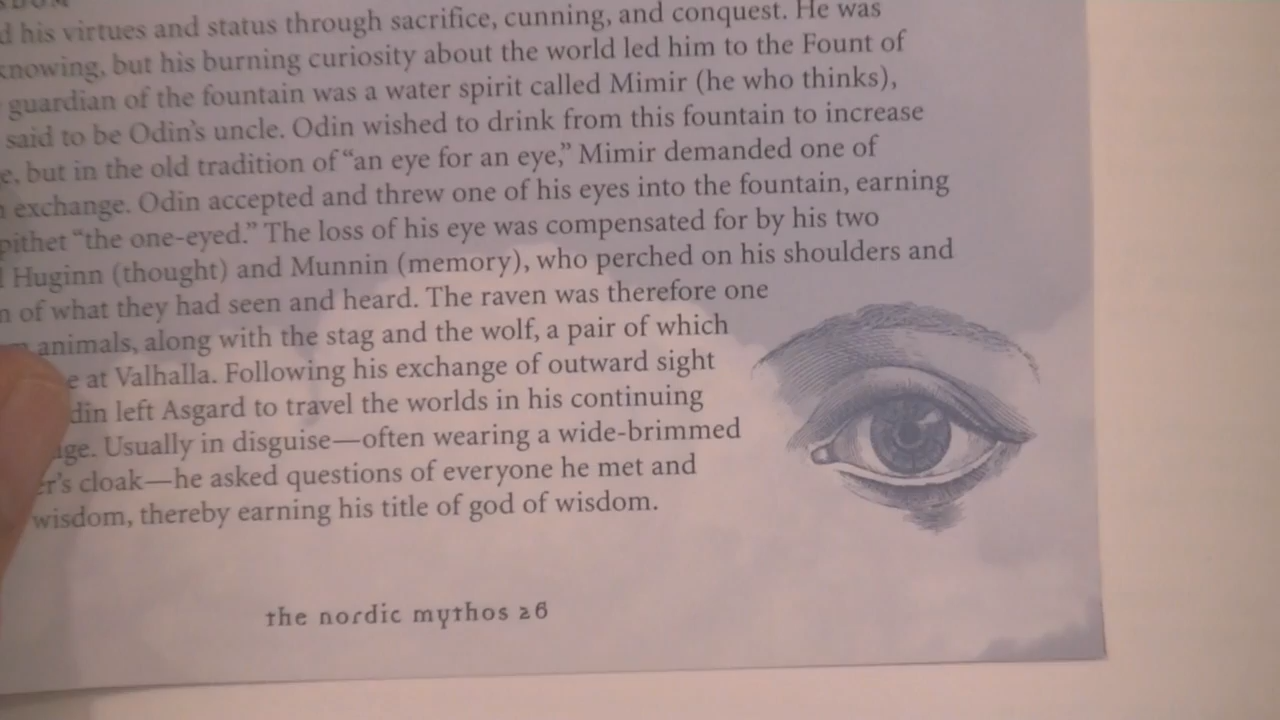 his virtues and status through sacrifice, cunning, and conquest. He was
knowing, but his burning curiosity about the world led him to the Fount of
guardian of the fountain was a water spirit called Mimir (he who thinks),
said to be Odin's uncle. Odin wished to drink from this fountain to increase
but in the old tradition of “an eye for an eye,” Mimir demanded one of
exchange. Odin accepted and threw one of his eyes into the fountain, earning
“the one-eyed.” The loss of his eye was compensated for by his two
Huginn (thought) and Munnin (memory), who perched on his shoulders and
of what they had seen and heard. The raven was therefore one
animals, along with the stag and the wolf, a pair of which
at Valhalla. Following his exchange of outward sight
left Asgard to travel the worlds in his continuing
Usually in disguise—often wearing a wide-brimmed
cloak—he asked questions of everyone he met and
wisdom, thereby earning his title of god of wisdom.
the nordic mythos 26